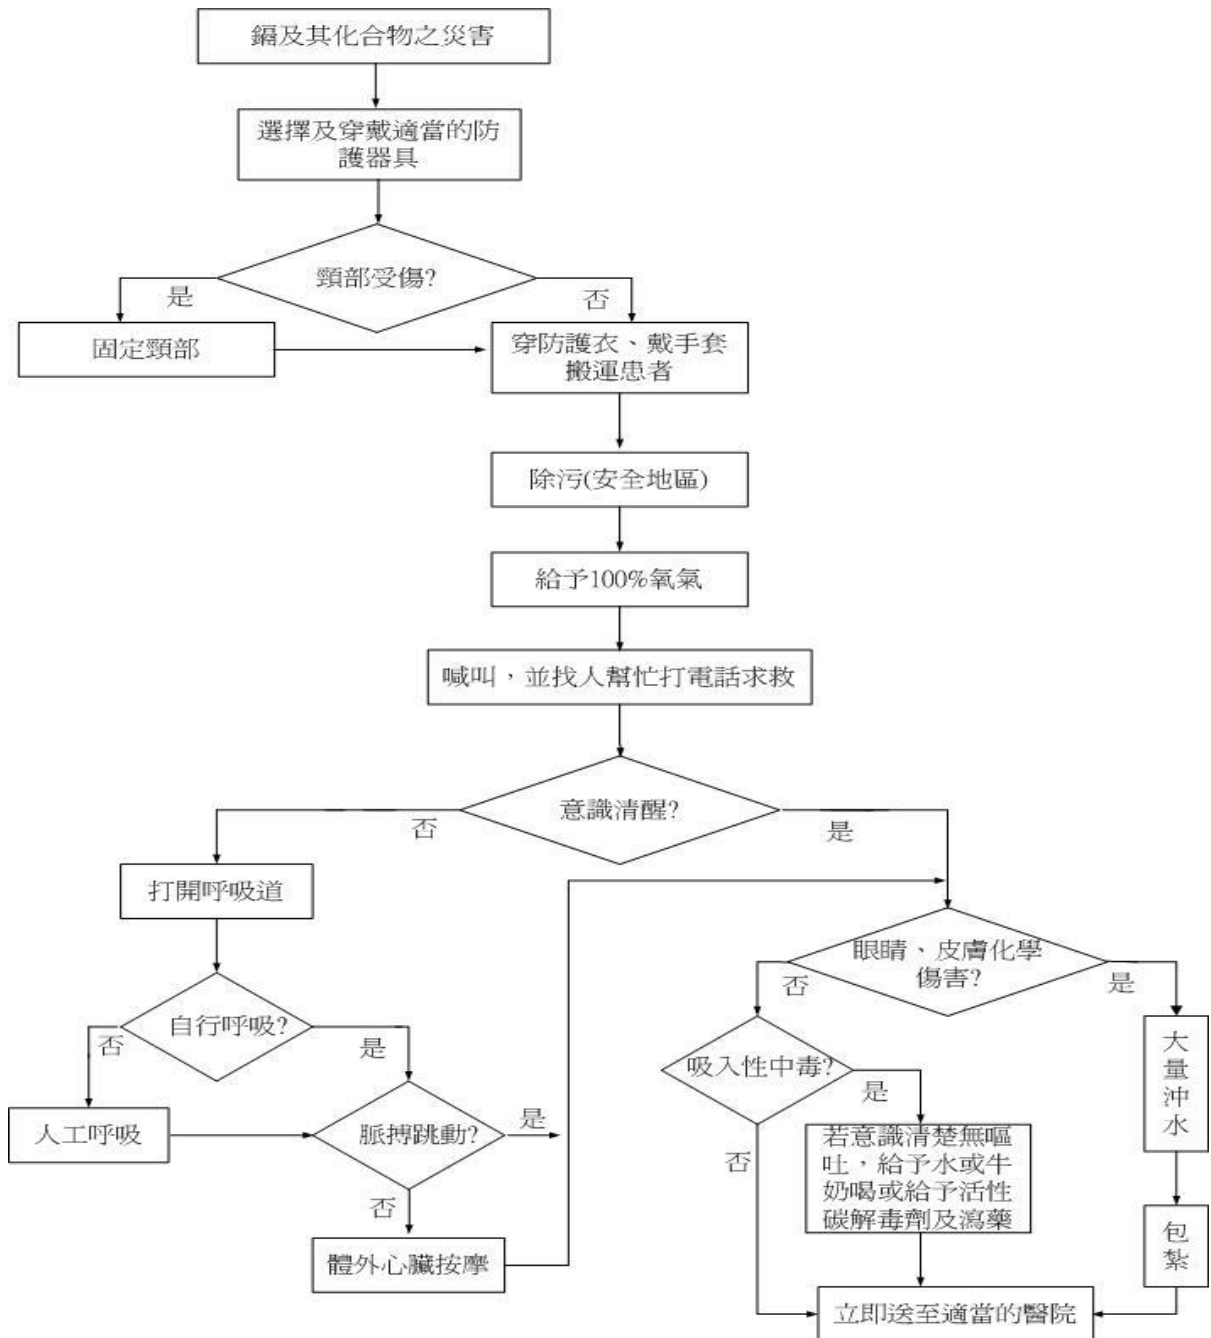 鎘及其化合物之災害
選擇及穿戴適當的防
護器具
頸部受傷?
是
否
固定頸部
穿防護衣、戴手套
搬運患者
除污(安全地區)
給予100%氧氣
喊叫，並找人幫忙打電話求救
意識清醒?
否
是
打開呼吸道
眼睛、皮膚化學
傷害?
否
是
自行呼吸?
否
是
吸入性中毒?
是
否
大
量
沖
水
人工呼吸
脈搏跳動?
是
否
若意識清楚無嘔
吐，給予水或牛
奶喝或給予活性
碳解毒劑及瀉藥
體外心臟按摩
包
紮
立即送至適當的醫院